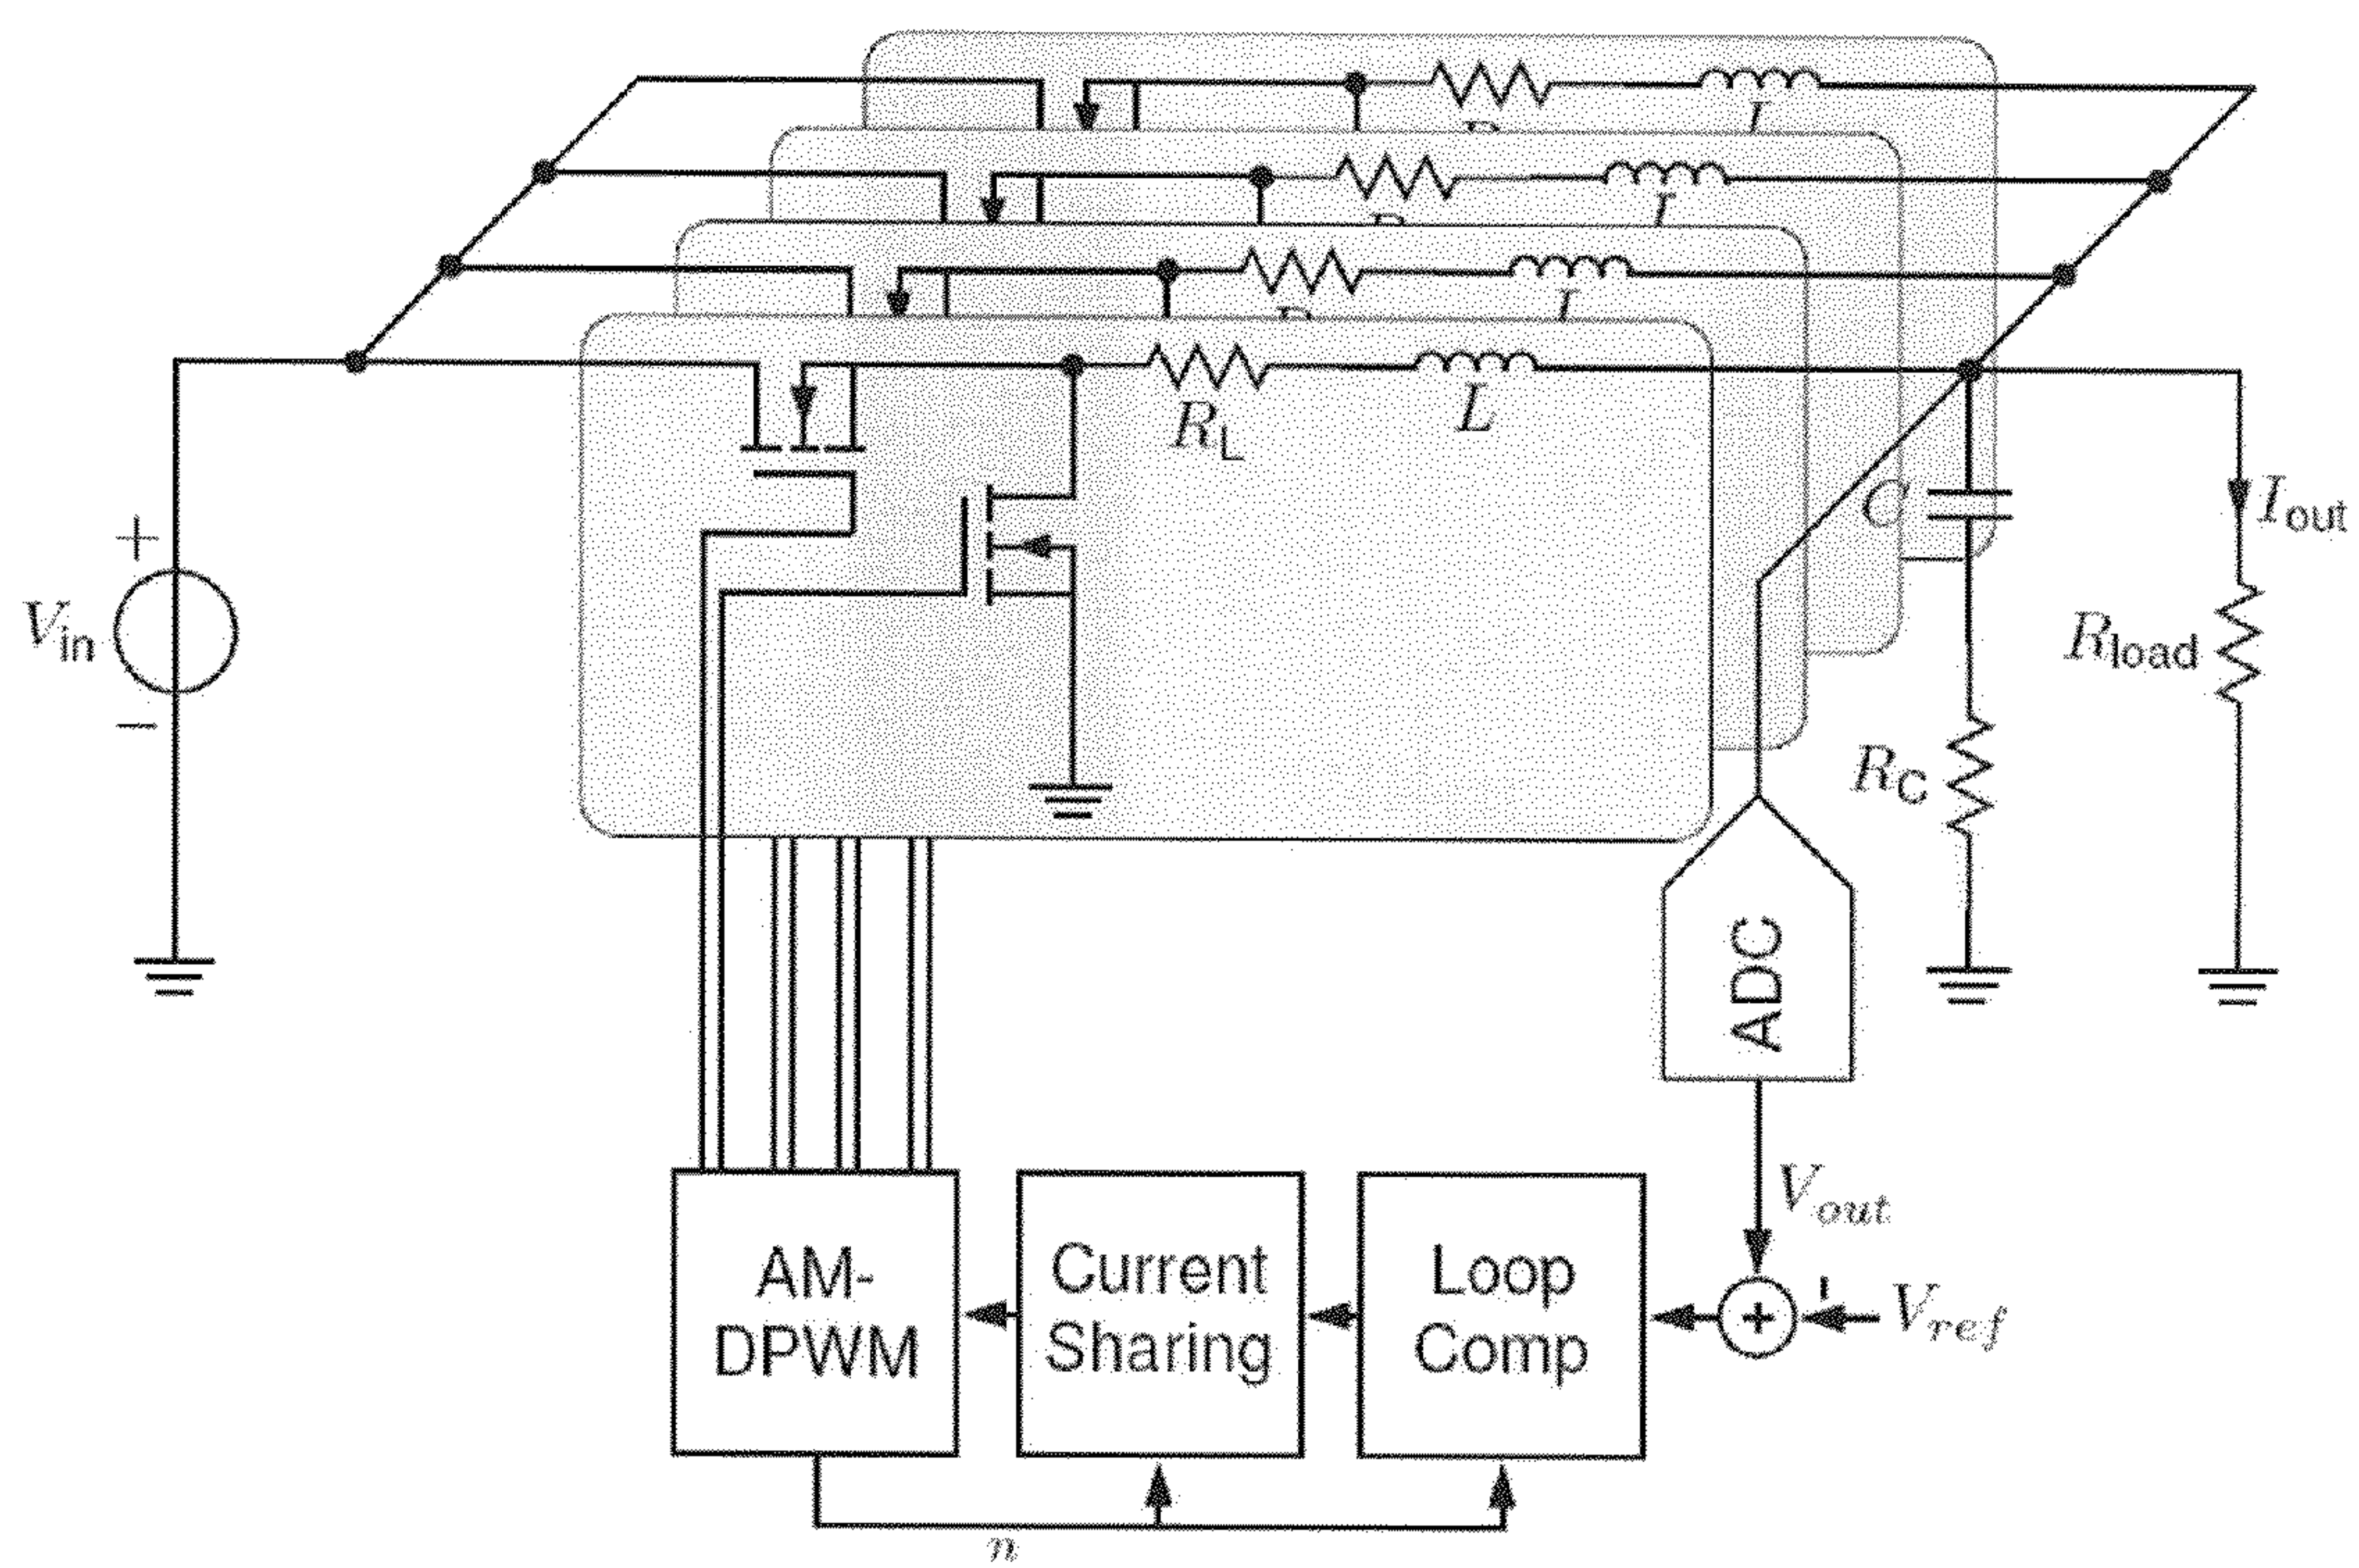 L
L
L
R_L
L
C
I_out
+
V_in
−
R_load
R_C
ADC
V_out
AM-
DPWM
Current
Sharing
Loop
Comp
+
V_ref
n